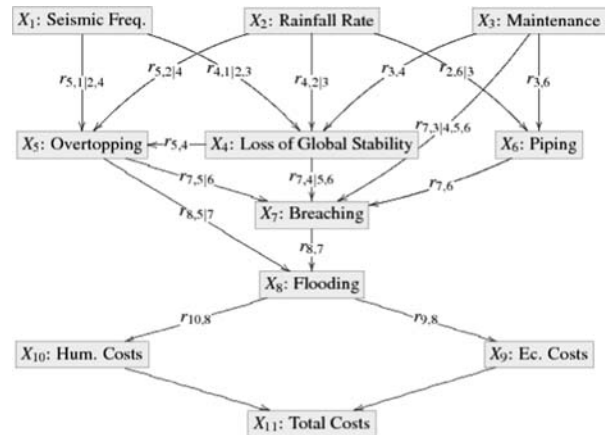 X₁: Seismic Freq.
X₂: Rainfall Rate
X₃: Maintenance
r₅,₁|₂,₄
r₅,₂|₄
r₄,₁|₂,₃
r₄,₂|₃
r₃,₄
r₂,₆|₃
r₃,₆
r₇,₃|₄,₅,₆
X₅: Overtopping
r₅,₄
X₄: Loss of Global Stability
X₆: Piping
r₇,₅|₆
r₇,₄|₅,₆
r₇,₆
r₈,₅|₇
X₇: Breaching
r₈,₇
X₈: Flooding
r₁₀,₈
r₉,₈
X₁₀: Hum. Costs
X₉: Ec. Costs
X₁₁: Total Costs